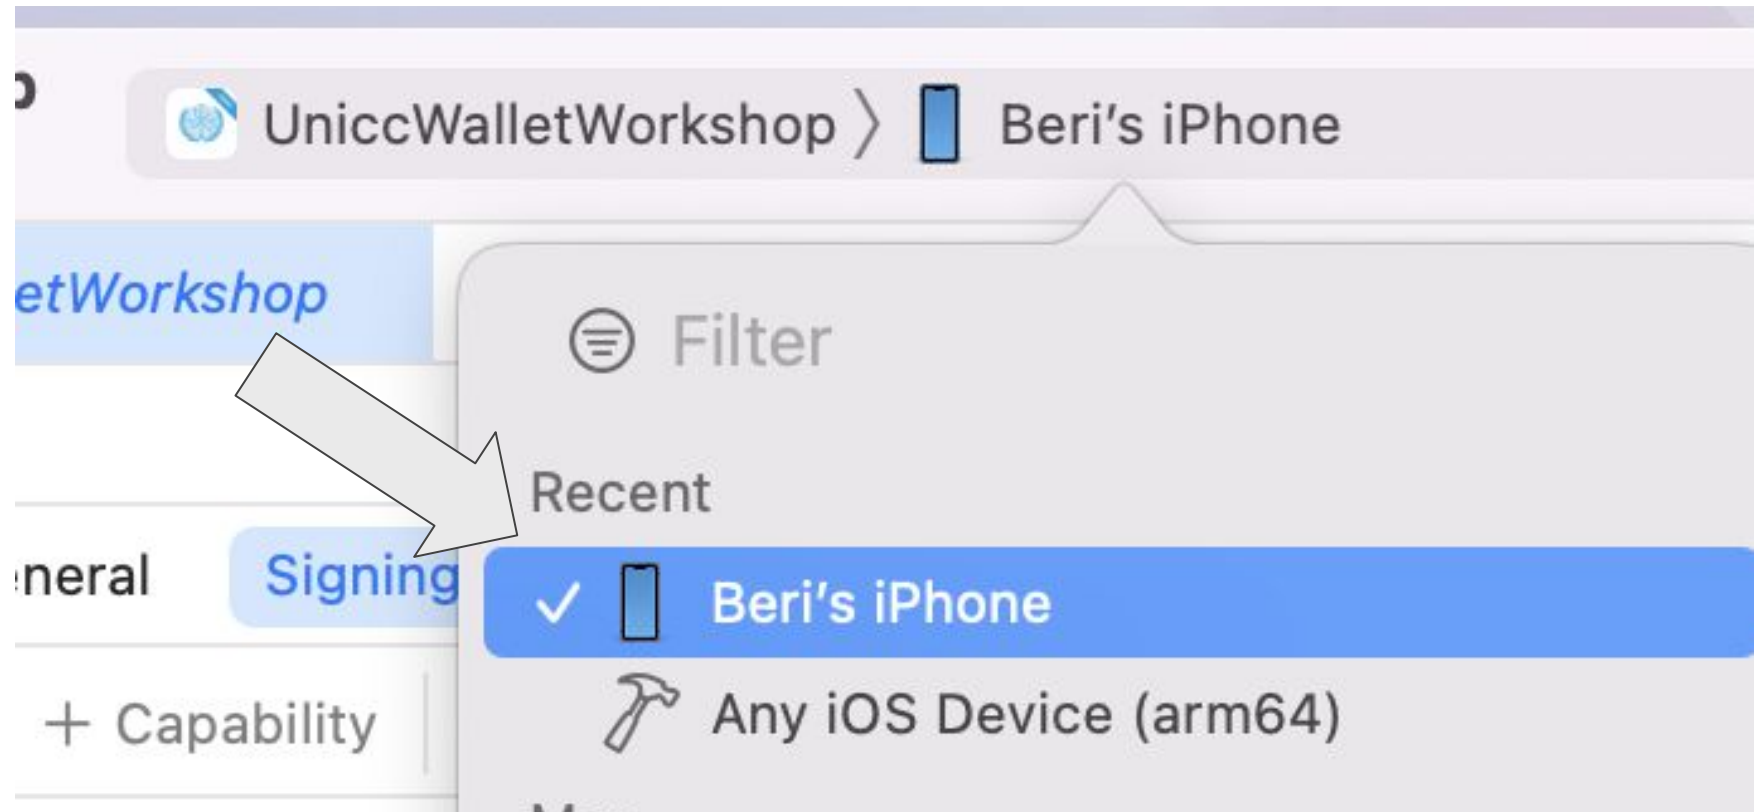 UniccWalletWorkshop 〉 Beri’s iPhone
etWorkshop
Filter
Recent
neral Signing
✓ Beri’s iPhone
+ Capability
Any iOS Device (arm64)